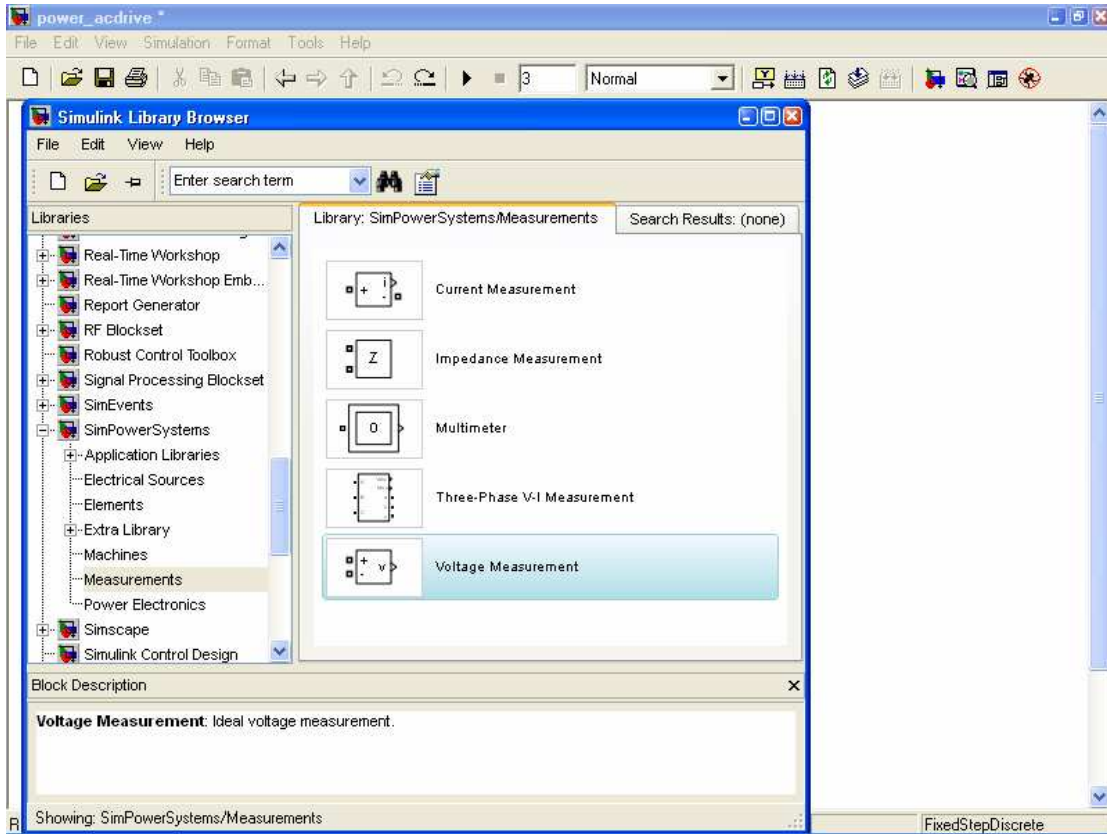 power_acdrive *
File Edit View Simulation Format Tools Help
3 Normal
Simulink Library Browser
File Edit View Help
Enter search term
Libraries
Library: SimPowerSystems/Measurements
Search Results: (none)
Real-Time Workshop
Real-Time Workshop Emb...
Report Generator
RF Blockset
Robust Control Toolbox
Signal Processing Blockset
SimEvents
SimPowerSystems
Application Libraries
Electrical Sources
Elements
Extra Library
Machines
Measurements
Power Electronics
Simscape
Simulink Control Design
+ i -
Current Measurement
Z
Impedance Measurement
0
Multimeter
Three-Phase V-I Measurement
+ v -
Voltage Measurement
Block Description
Voltage Measurement: Ideal voltage measurement.
Showing: SimPowerSystems/Measurements
R
FixedStepDiscrete